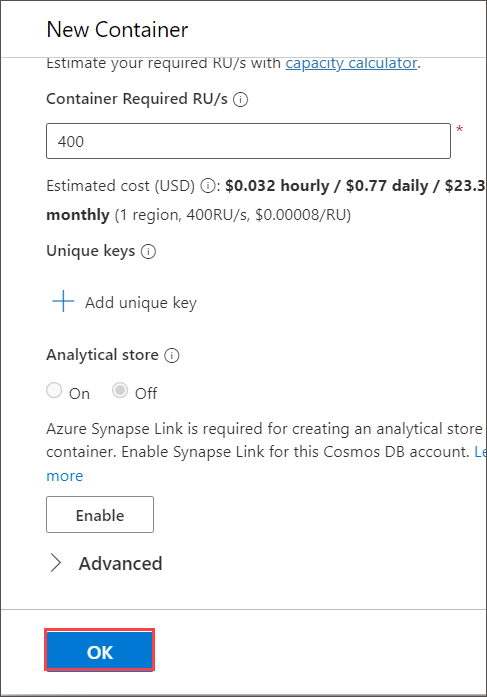 New Container
Estimate your required RU/s with capacity calculator.
Container Required RU/s
400 *
Estimated cost (USD) : $0.032 hourly / $0.77 daily / $23.3
monthly (1 region, 400RU/s, $0.00008/RU)
Unique keys
Add unique key
Analytical store
On Off
Azure Synapse Link is required for creating an analytical store
container. Enable Synapse Link for this Cosmos DB account. Le
more
Enable
Advanced
OK